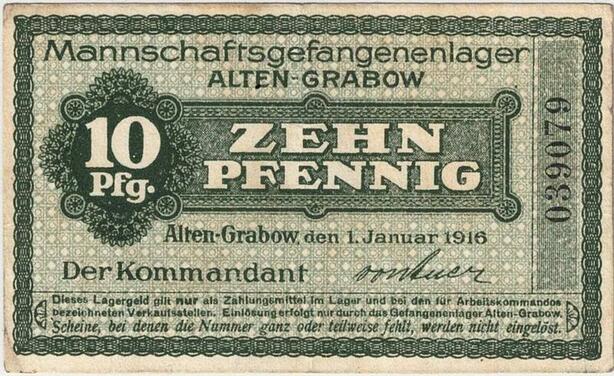 Mannschaftsgefangenenlager
ALTEN-GRABOW
10
Pfg.
ZEHN
PFENNIG
039079
Alten-Grabow, den 1. Januar 1916
Der Kommandant
Dieses Lagergeld gilt nur als Zahlungsmittel im Lager und bei den für Arbeitskommandos
bezeichneten Verkaufsstellen. Einlösung erfolgt nur durch das Gefangenenlager Alten-Grabow.
Scheine, bei denen die Nummer ganz oder teilweise fehlt, werden nicht eingelöst.